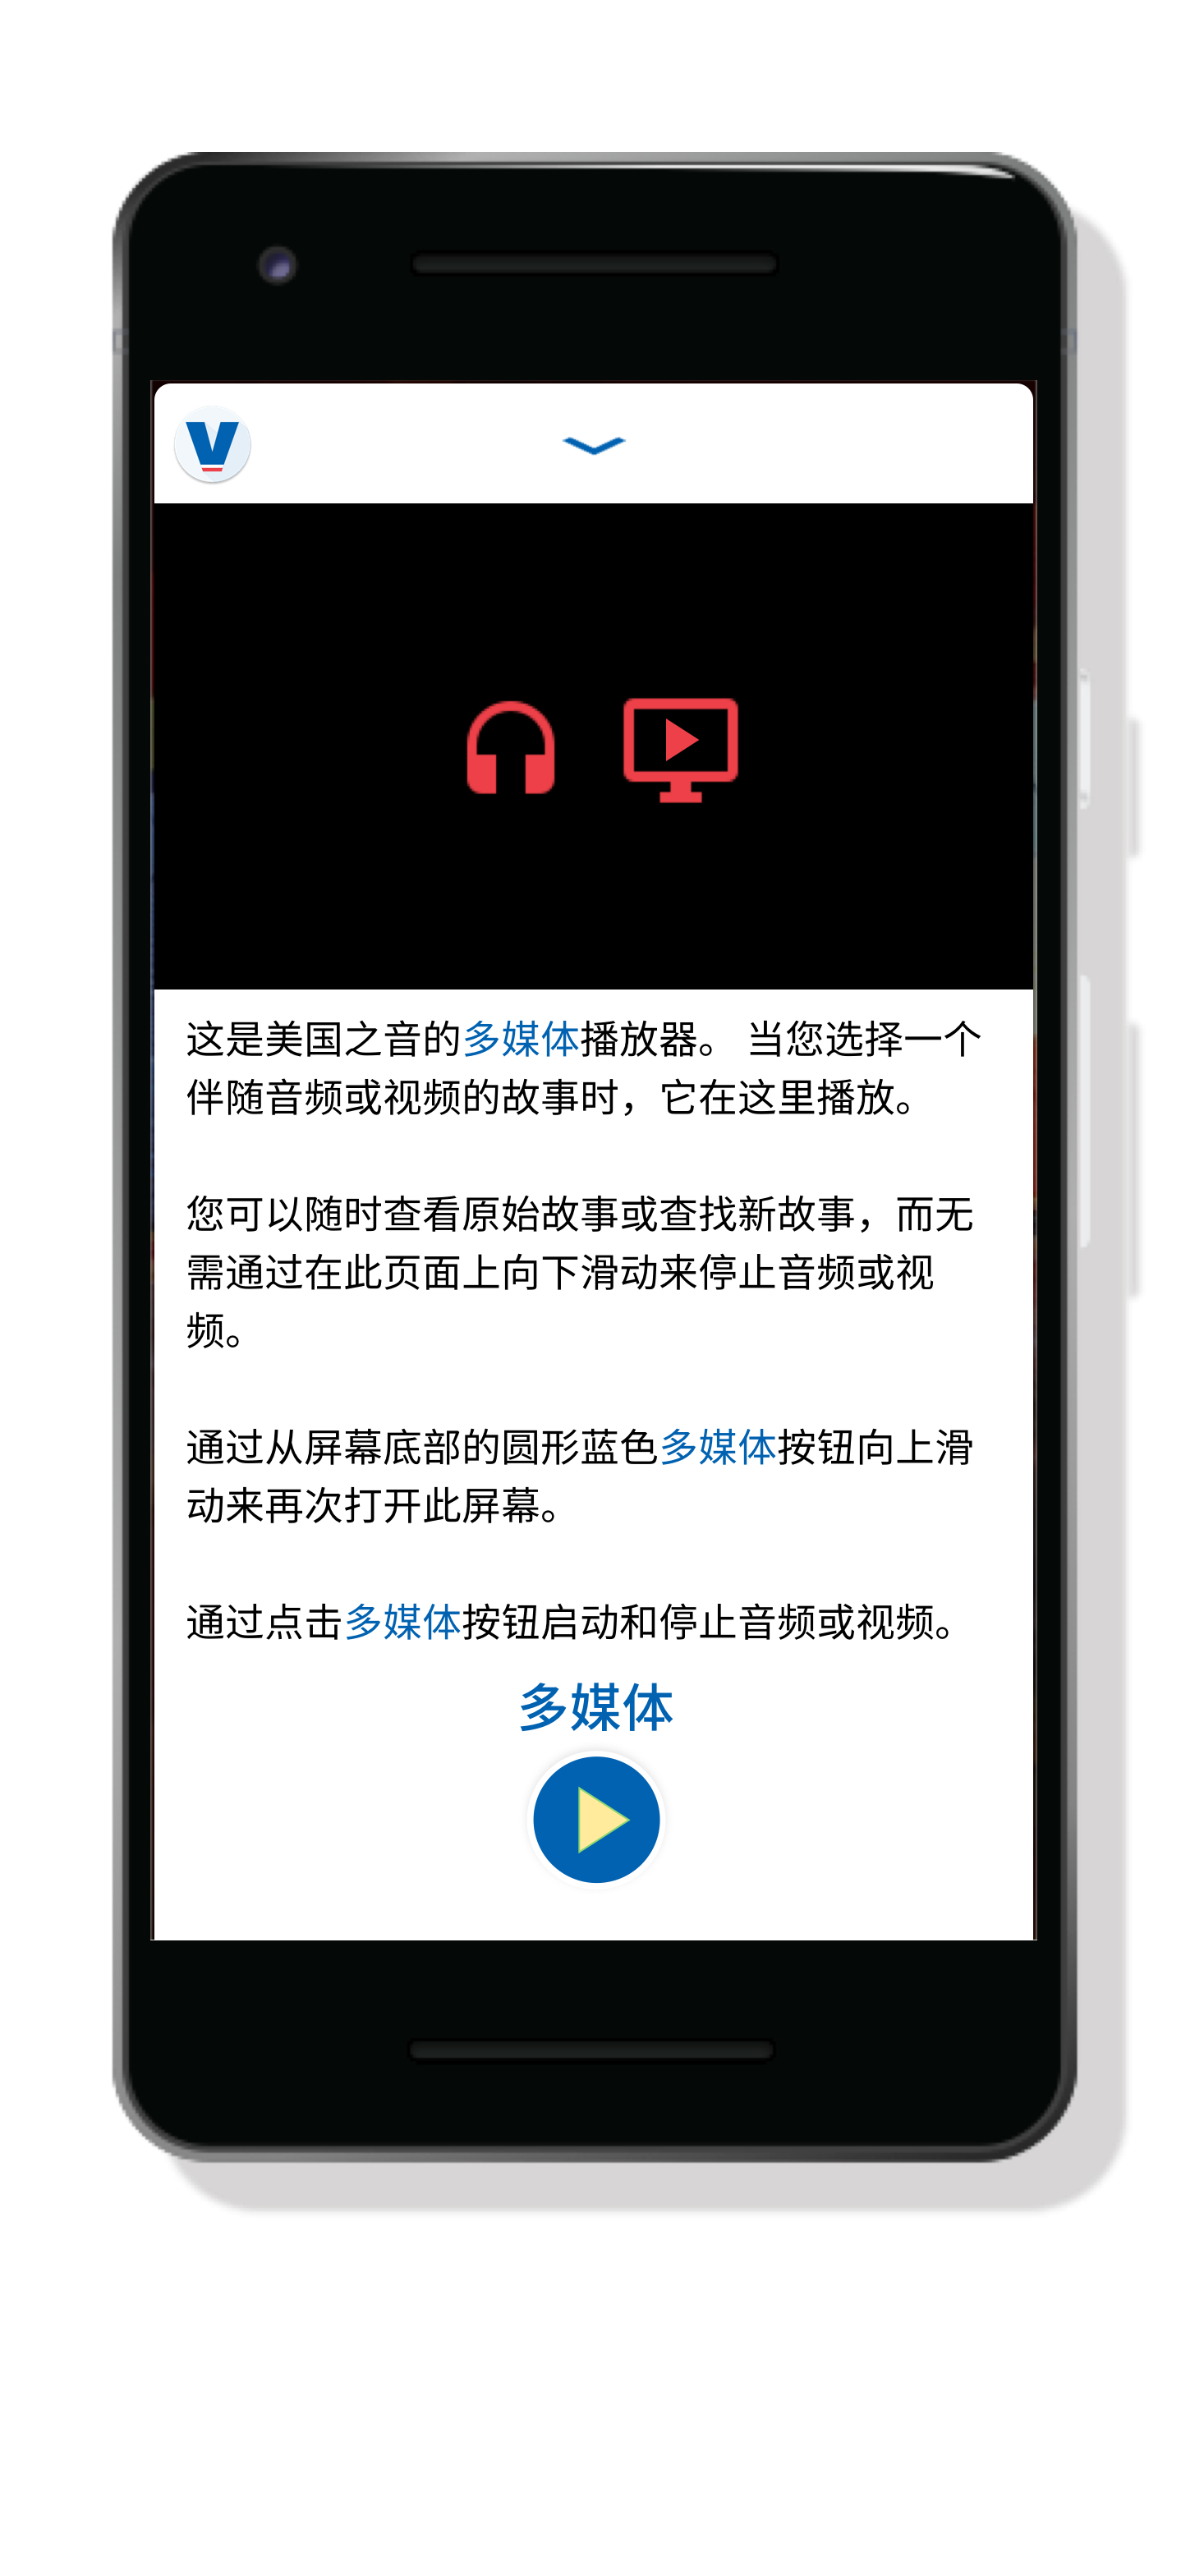 V
这是美国之音的多媒体播放器。 当您选择一个
伴随音频或视频的故事时，它在这里播放。
您可以随时查看原始故事或查找新故事，而无
需通过在此页面上向下滑动来停止音频或视
频。
通过从屏幕底部的圆形蓝色多媒体按钮向上滑
动来再次打开此屏幕。
通过点击多媒体按钮启动和停止音频或视频。
多媒体